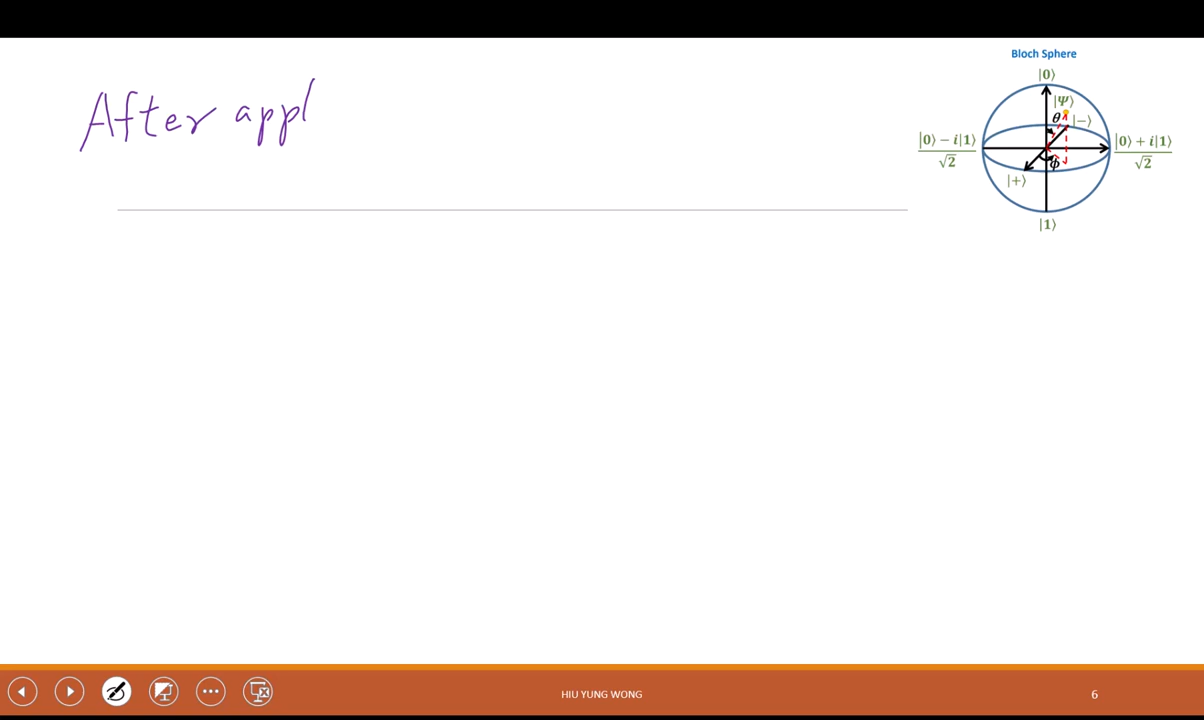 Bloch Sphere
|0⟩
After appl
|Ψ⟩
θ
|−⟩
|0⟩ − i|1⟩
√2
|0⟩ + i|1⟩
√2
ϕ
|+⟩
|1⟩
HIU YUNG WONG
6